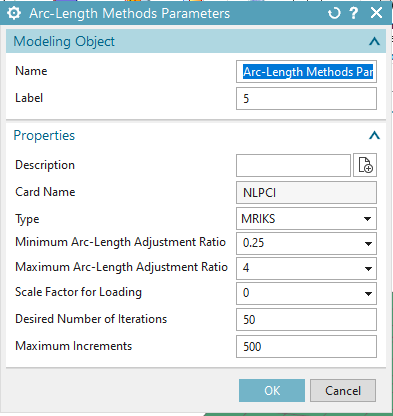 Arc-Length Methods Parameters
Modeling Object
Name Arc-Length Methods Par
Label 5
Properties
Description
Card Name NLPCI
Type MRIKS
Minimum Arc-Length Adjustment Ratio 0.25
Maximum Arc-Length Adjustment Ratio 4
Scale Factor for Loading 0
Desired Number of Iterations 50
Maximum Increments 500
OK Cancel